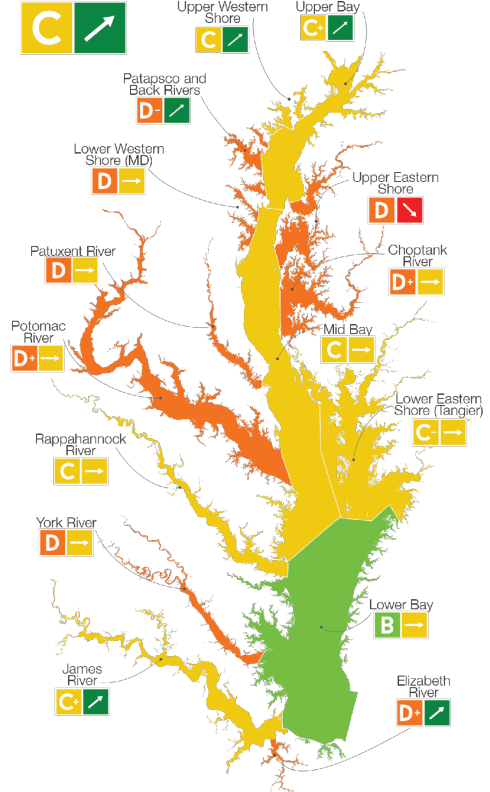 C
Upper Western
Shore
C
Upper Bay
C+
Patapsco and
Back Rivers
D-
Lower Western
Shore (MD)
D
Upper Eastern
Shore
D
Patuxent River
D
Choptank
River
D+
Potomac
River
D+
Mid Bay
C
Lower Eastern
Shore (Tangier)
C-
Rappahannock
River
C
York River
D
Lower Bay
B
James
River
C+
Elizabeth
River
D+